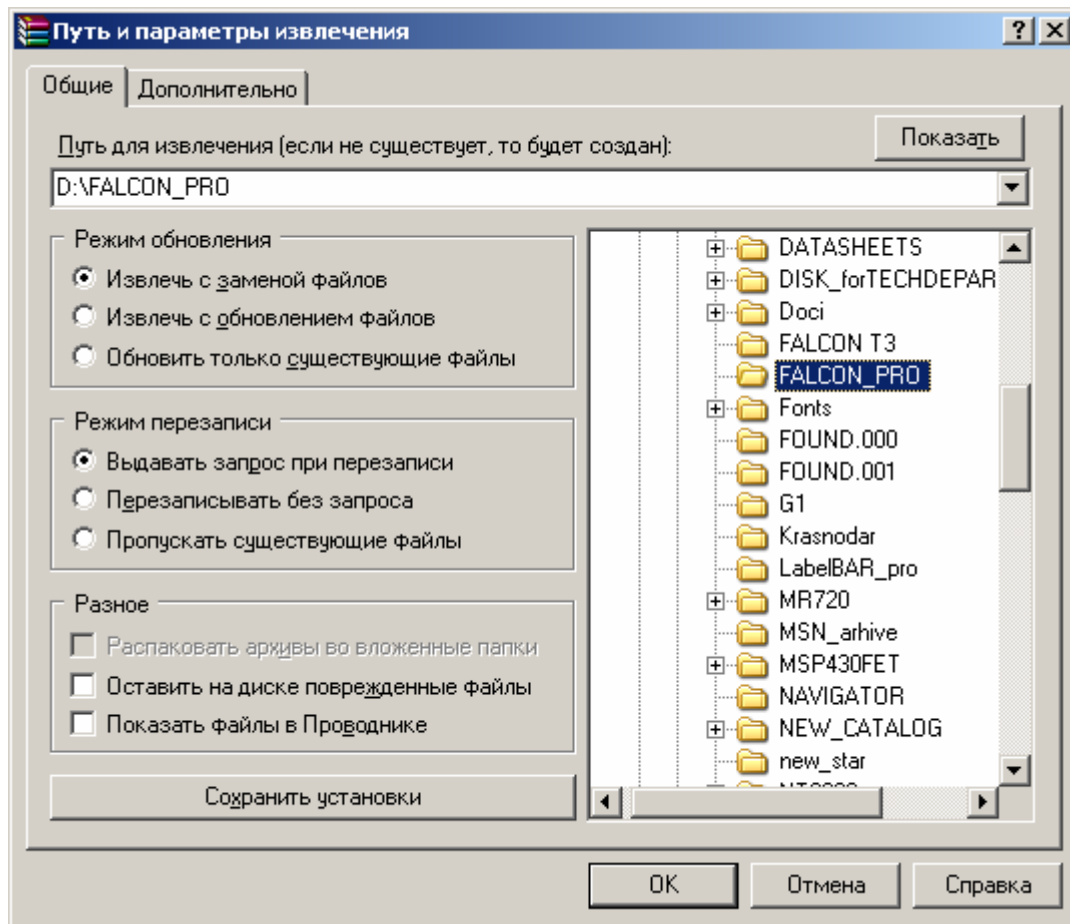 Путь и параметры извлечения
Общие
Дополнительно
Путь для извлечения (если не существует, то будет создан):
Показать
D:\FALCON_PRO
Режим обновления
Извлечь с заменой файлов
Извлечь с обновлением файлов
Обновить только существующие файлы
Режим перезаписи
Выдавать запрос при перезаписи
Перезаписывать без запроса
Пропускать существующие файлы
Разное
Распаковать архивы во вложенные папки
Оставить на диске поврежденные файлы
Показать файлы в Проводнике
Сохранить установки
DATASHEETS
DISK_forTECHDEPAR
Doci
FALCON T3
FALCON_PRO
Fonts
FOUND.000
FOUND.001
G1
Krasnodar
LabelBAR_pro
MR720
MSN_arhive
MSP430FET
NAVIGATOR
NEW_CATALOG
new_star
OK
Отмена
Справка